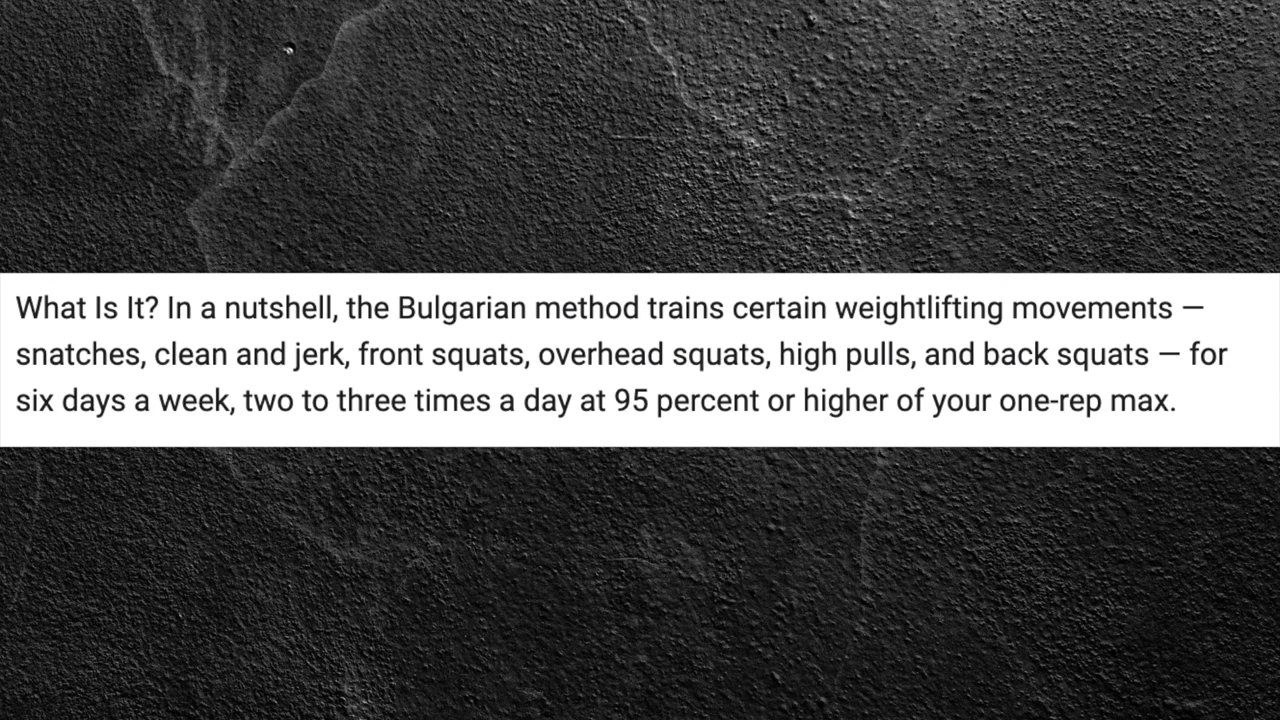 What Is It? In a nutshell, the Bulgarian method trains certain weightlifting movements —
snatches, clean and jerk, front squats, overhead squats, high pulls, and back squats — for
six days a week, two to three times a day at 95 percent or higher of your one-rep max.